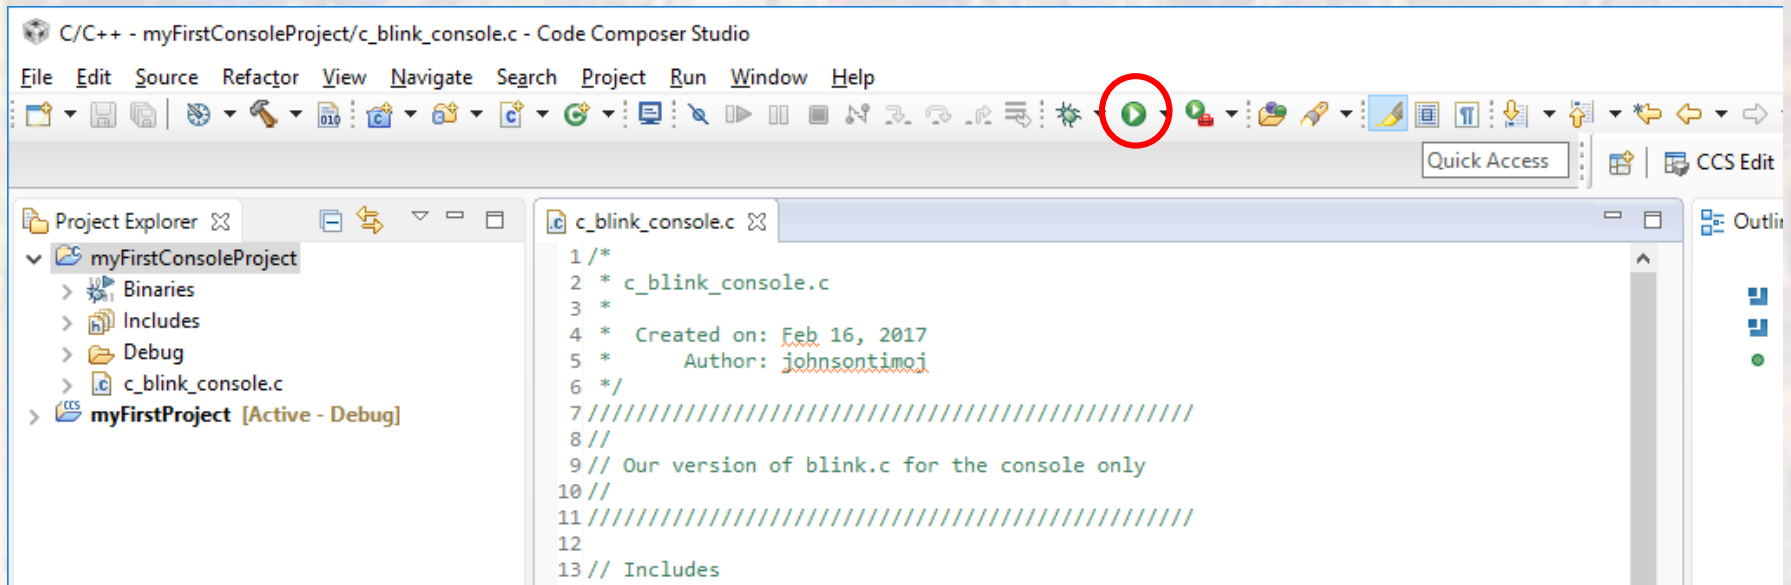 C/C++ - myFirstConsoleProject/c_blink_console.c - Code Composer Studio
File Edit Source Refactor View Navigate Search Project Run Window Help
010
Quick Access
CCS Edit
Project Explorer
c_blink_console.c
myFirstConsoleProject
Binaries
Includes
Debug
c_blink_console.c
myFirstProject [Active - Debug]
1 /*
2 * c_blink_console.c
3 *
4 * Created on: Feb 16, 2017
5 * Author: johnsontimoj
6 */
7 //////////////////////////////////////////////////
8 //
9 // Our version of blink.c for the console only
10 //
11 //////////////////////////////////////////////////
12
13 // Includes